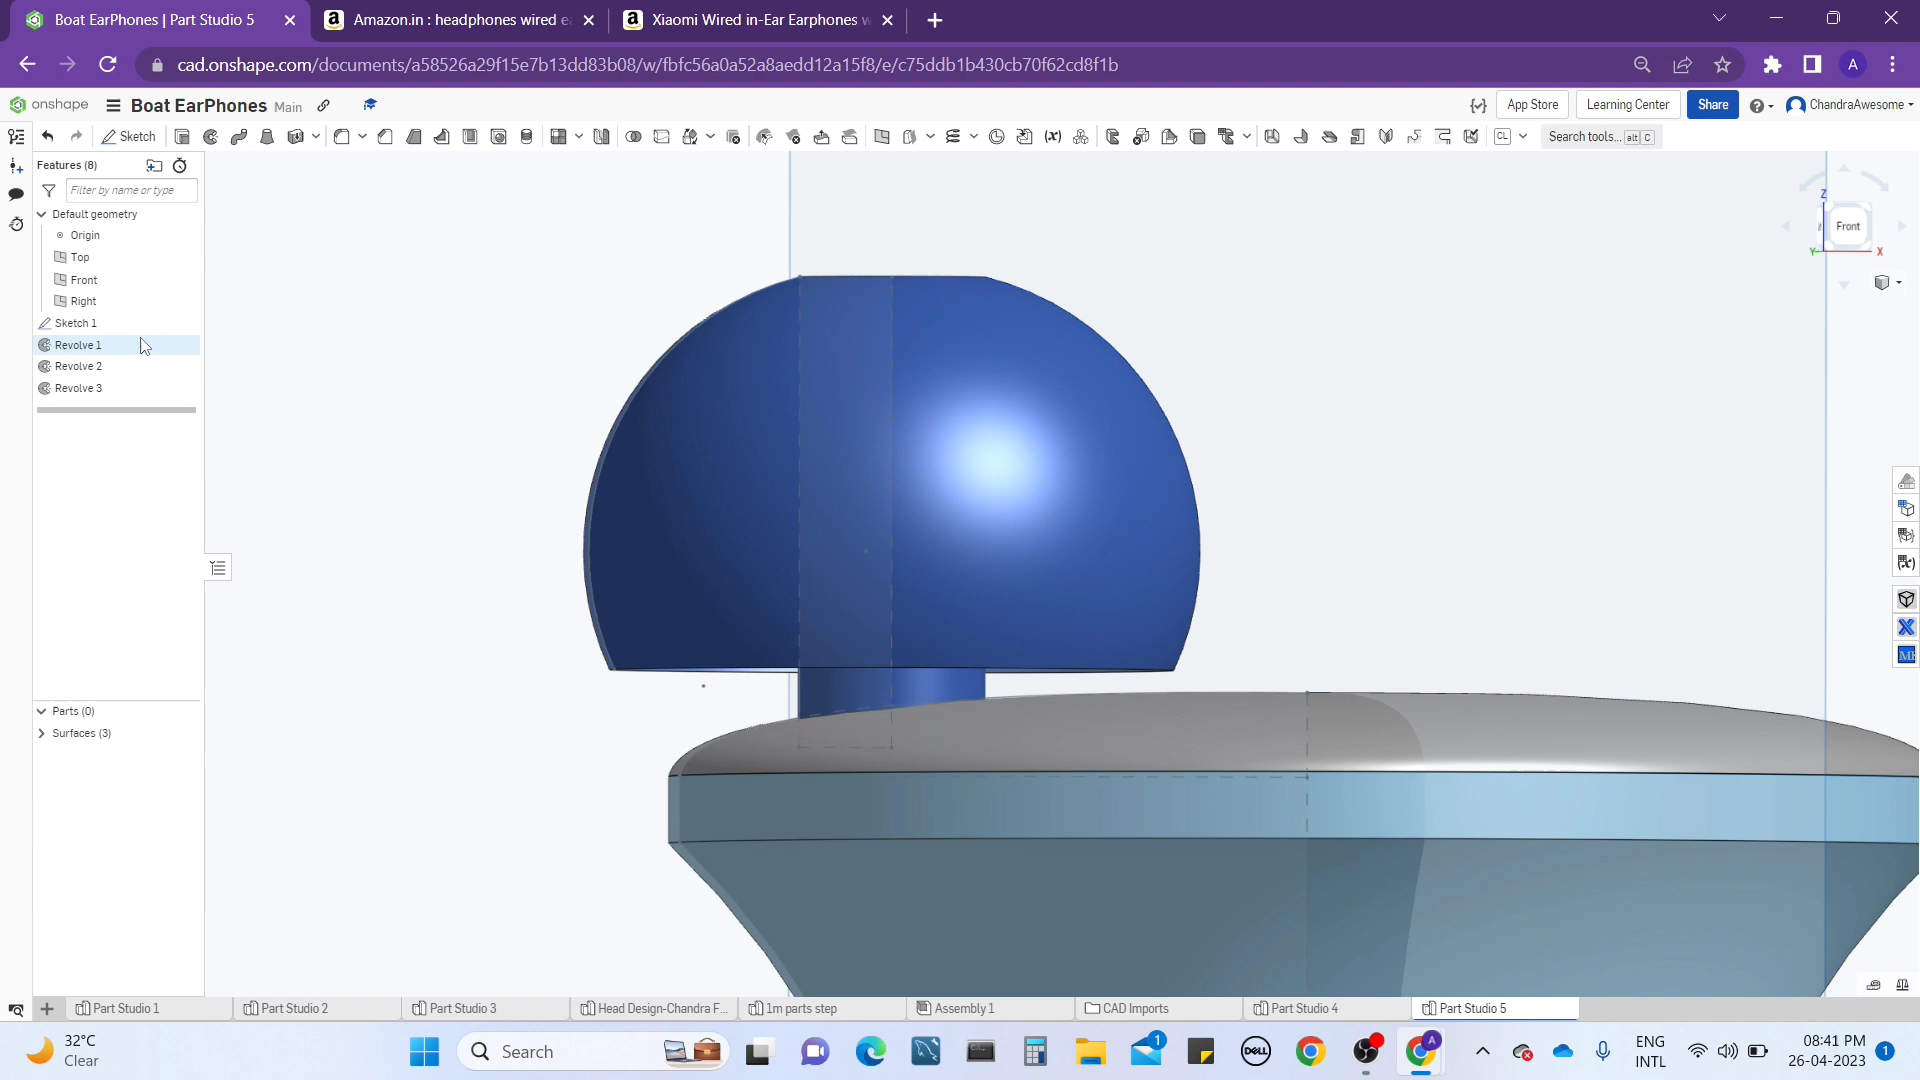 Boat EarPhones | Part Studio 5
Amazon.in : headphones wired e
Xiaomi Wired in-Ear Earphones w
cad.onshape.com/documents/a58526a29f15e7b13dd83b08/w/fbfc56a0a52a8aedd12a15f8/e/c75ddb1b430cb70f62cd8f1b
A
onshape
Boat EarPhones Main
App Store
Learning Center
Share
ChandraAwesome
Sketch
CL
Search tools... alt C
Features (8)
Filter by name or type
Default geometry
Origin
Top
Front
Right
Sketch 1
Revolve 1
Revolve 2
Revolve 3
Z
Front
Y
X
Parts (0)
Surfaces (3)
Part Studio 1
Part Studio 2
Part Studio 3
Head Design-Chandra F...
1m parts step
Assembly 1
CAD Imports
Part Studio 4
Part Studio 5
32°C
Clear
Search
1
DELL
A
ENG
INTL
08:41 PM
26-04-2023
1